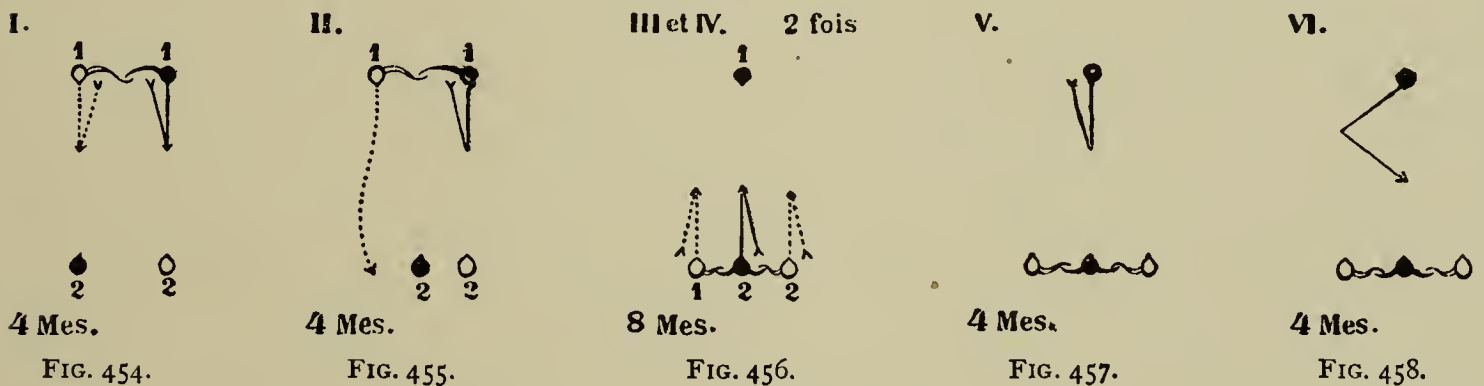 I. II. III et IV. 2 fois V. VI.
1 1 1 1 1
2 2 2 2 1 2 2
4 Mes. 4 Mes. 8 Mes. 4 Mes. 4 Mes.
FIG. 454. FIG. 455. FIG. 456. FIG. 457. FIG. 458.